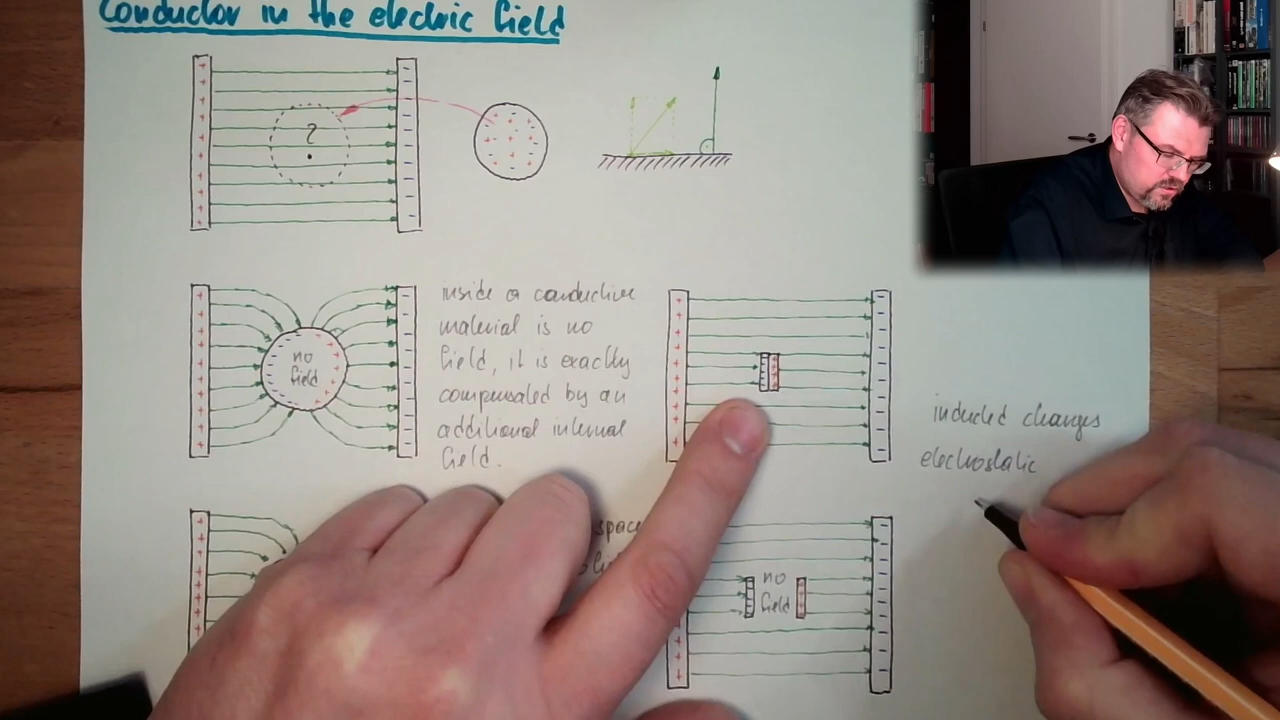 Conductor in the electric field
?
no
field
inside a conductive
material is no
field, it is exactly
compensated by an
additional internal
field.
induced charges
electrostatic
space
no
field